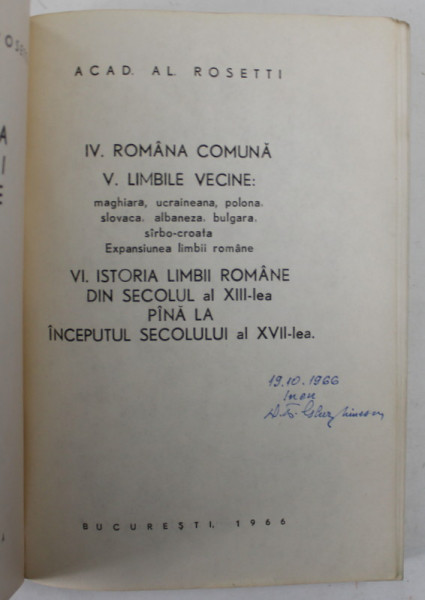 ACAD. AL. ROSETTI
IV. ROMÂNA COMUNĂ
V. LIMBILE VECINE:
maghiara, ucraineana, polona.
slovaca. albaneza. bulgara.
sîrbo-croata
Expansiunea limbii române
VI. ISTORIA LIMBII ROMÂNE
DIN SECOLUL al XIII-lea
PÎNĂ LA
ÎNCEPUTUL SECOLULUI al XVII-lea.
19.10.1966
BUCUREȘTI, 1966